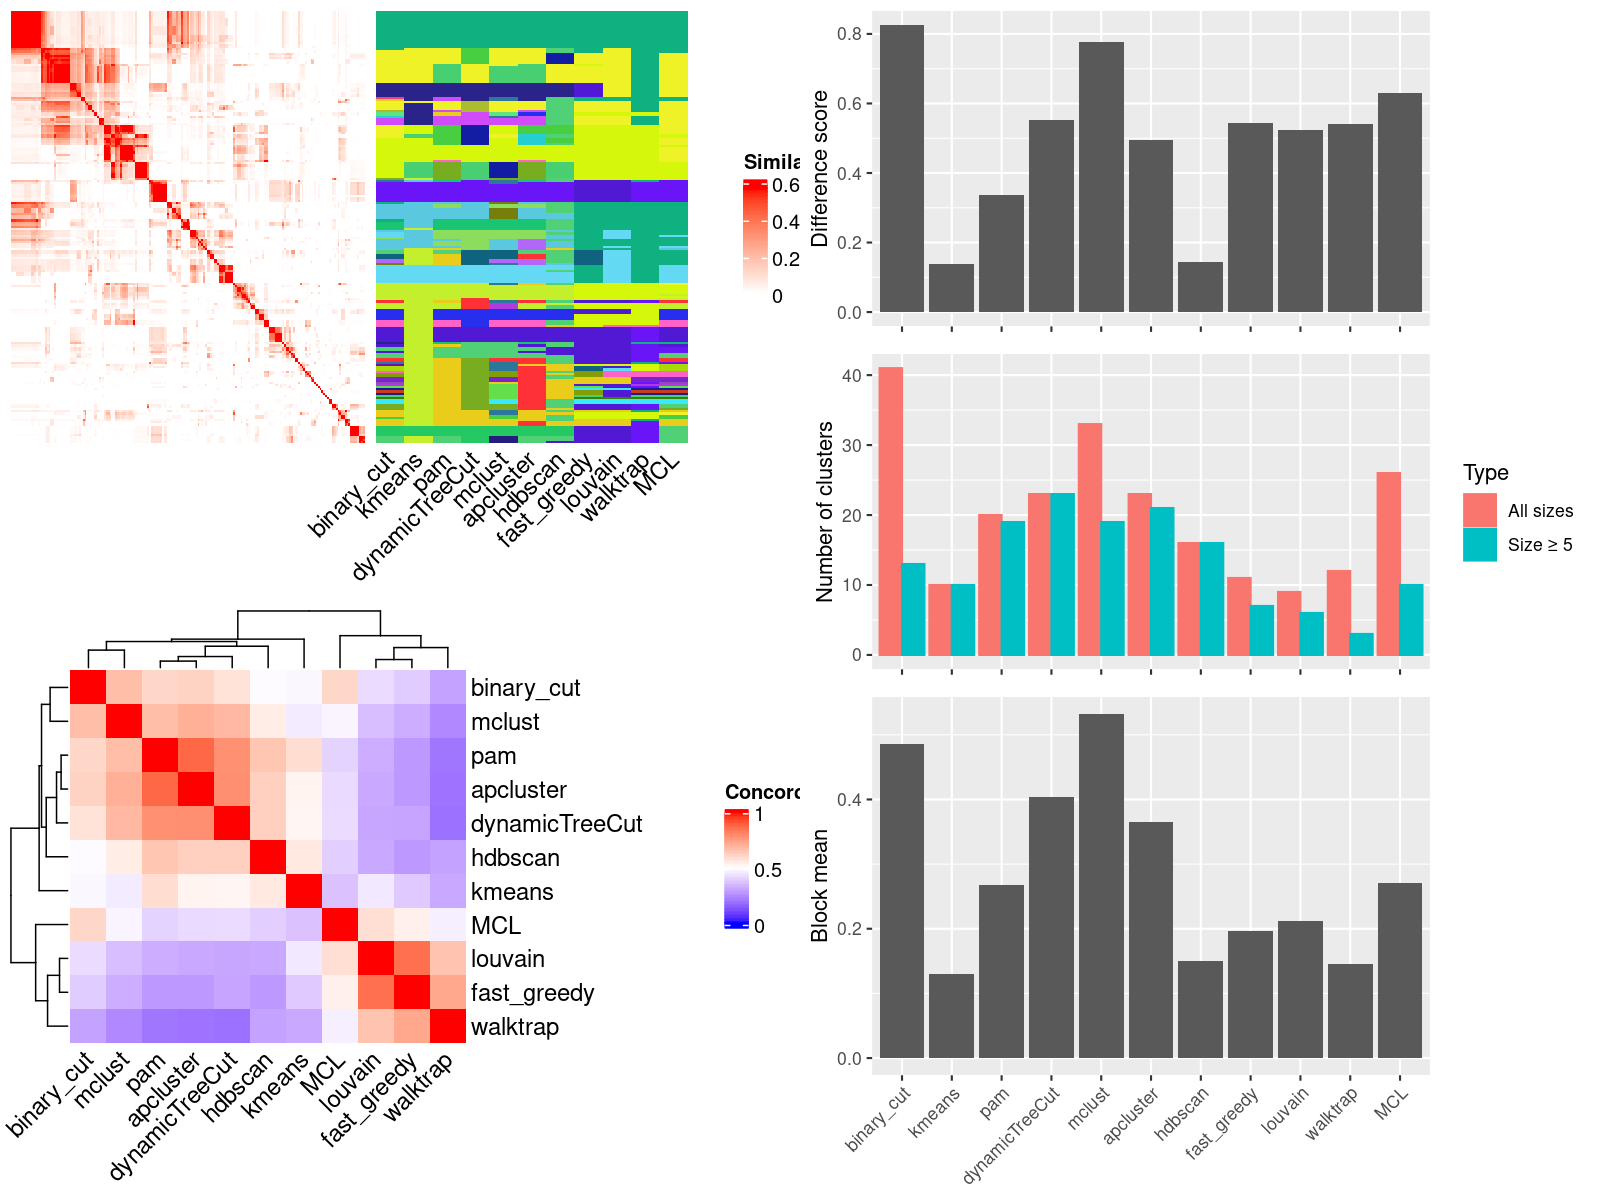 Simila
0.6
0.4
0.2
0
binary_cut
kmeans
pam
dynamicTreeCut
mclust
apcluster
hdbscan
fast_greedy
louvain
walktrap
MCL
binary_cut
mclust
pam
apcluster
dynamicTreeCut
hdbscan
kmeans
MCL
louvain
fast_greedy
walktrap
binary_cut
mclust
pam
apcluster
dynamicTreeCut
hdbscan
kmeans
MCL
louvain
fast_greedy
walktrap
Concord
1
0.5
0
Difference score
0.8
0.6
0.4
0.2
0.0
Number of clusters
40
30
20
10
0
Type
All sizes
Size ≥ 5
Block mean
0.4
0.2
0.0
binary_cut
kmeans
pam
dynamicTreeCut
mclust
apcluster
hdbscan
fast_greedy
louvain
walktrap
MCL